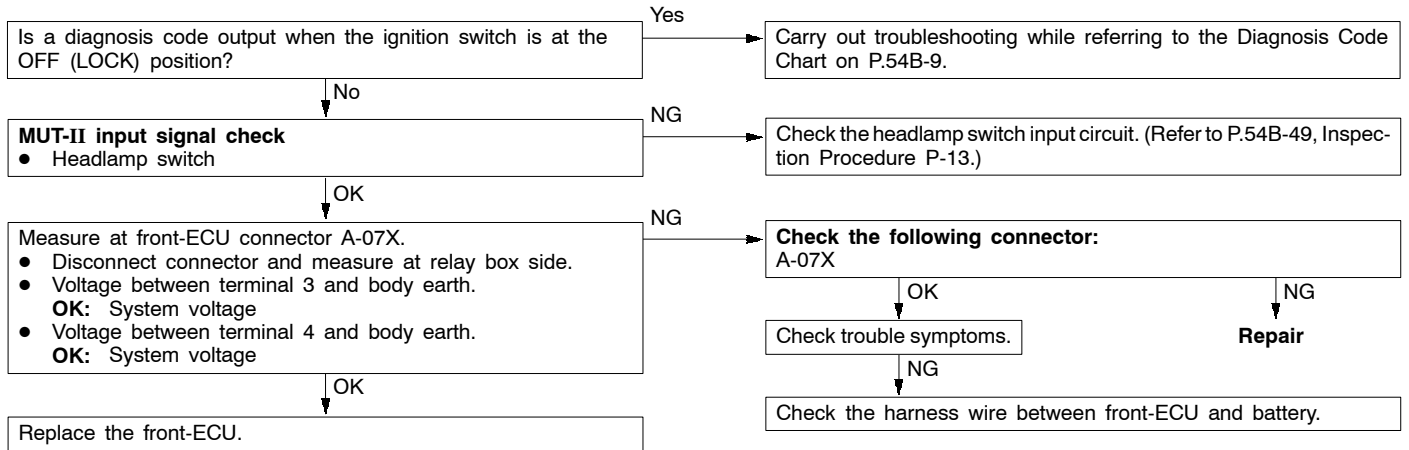 Is a diagnosis code output when the ignition switch is at the
OFF (LOCK) position?
Yes
Carry out troubleshooting while referring to the Diagnosis Code
Chart on P.54B-9.
No
MUT-II input signal check
● Headlamp switch
NG
Check the headlamp switch input circuit. (Refer to P.54B-49, Inspec-
tion Procedure P-13.)
OK
Measure at front-ECU connector A-07X.
● Disconnect connector and measure at relay box side.
● Voltage between terminal 3 and body earth.
OK: System voltage
● Voltage between terminal 4 and body earth.
OK: System voltage
NG
Check the following connector:
A-07X
OK
NG
Check trouble symptoms.
Repair
NG
Check the harness wire between front-ECU and battery.
OK
Replace the front-ECU.